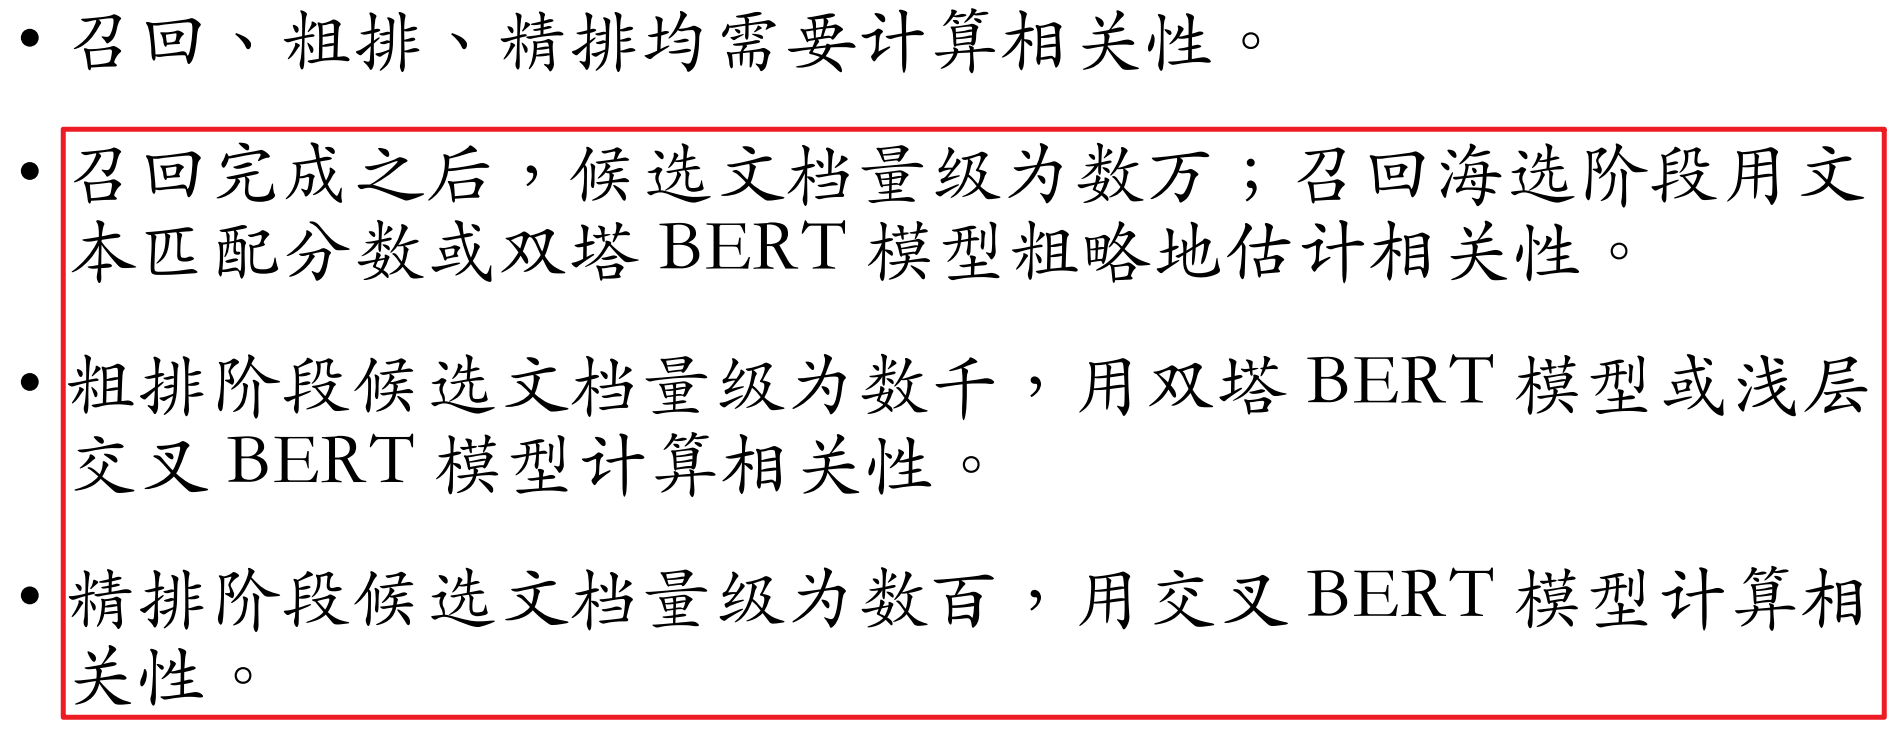 • 召回、粗排、精排均需要计算相关性。
• 召回完成之后，候选文档量级为数万；召回海选阶段用文
本匹配分数或双塔 BERT 模型粗略地估计相关性。
• 粗排阶段候选文档量级为数千，用双塔 BERT 模型或浅层
交叉 BERT 模型计算相关性。
• 精排阶段候选文档量级为数百，用交叉 BERT 模型计算相
关性。